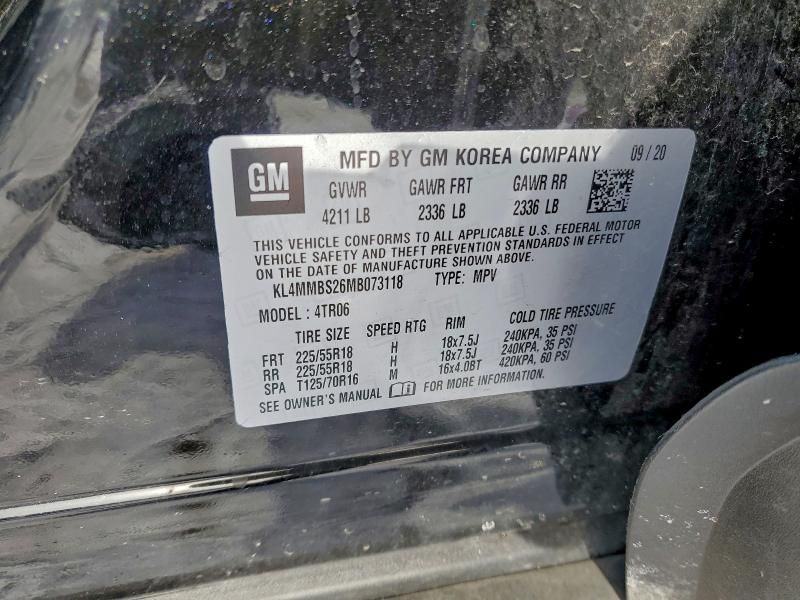 GM MFD BY GM KOREA COMPANY 09 / 20
GVWR GAWR FRT GAWR RR
4211 LB 2336 LB 2336 LB
THIS VEHICLE CONFORMS TO ALL APPLICABLE U.S. FEDERAL MOTOR
VEHICLE SAFETY AND THEFT PREVENTION STANDARDS IN EFFECT
ON THE DATE OF MANUFACTURE SHOWN ABOVE.
KL4MMBS26MB073118 TYPE: MPV
MODEL : 4TR06
TIRE SIZE SPEED RTG RIM COLD TIRE PRESSURE
FRT 225/55R18 H 18x7.5J 240KPA, 35 PSI
RR 225/55R18 H 18x7.5J 240KPA, 35 PSI
SPA T125/70R16 M 16x4.0BT 420KPA, 60 PSI
SEE OWNER'S MANUAL FOR MORE INFORMATION.